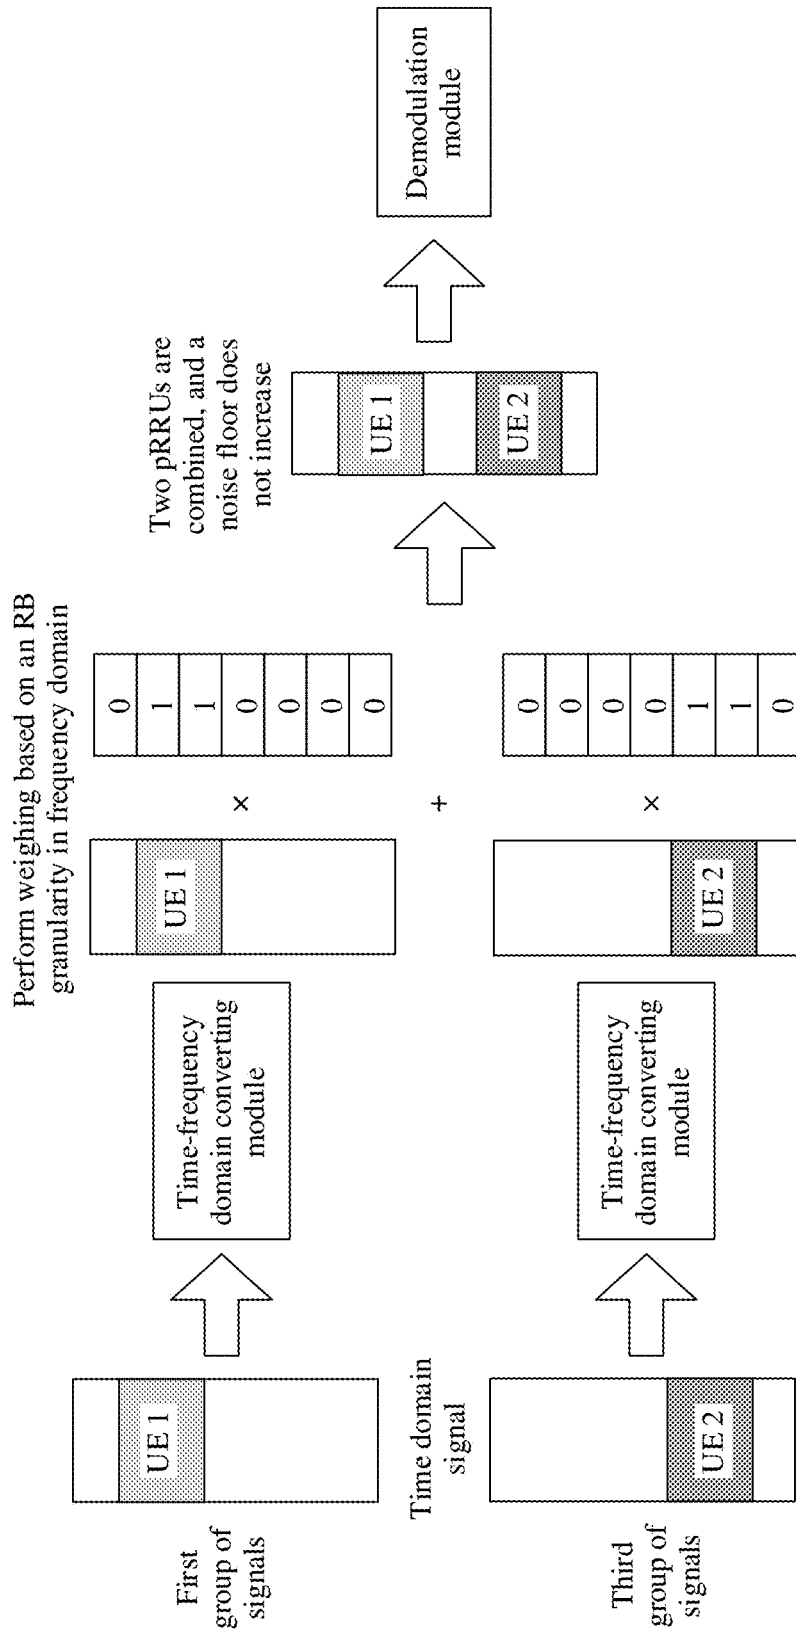 First
group of
signals
UE 1
Time-frequency
domain converting
module
Perform weighing based on an RB
granularity in frequency domain
UE 1
×
0
1
1
0
0
0
0
Time domain
signal
+
Third
group of
signals
UE 2
Time-frequency
domain converting
module
UE 2
×
0
0
0
0
1
1
0
Two pRRUs are
combined, and a
noise floor does
not increase
UE 1
UE 2
Demodulation
module